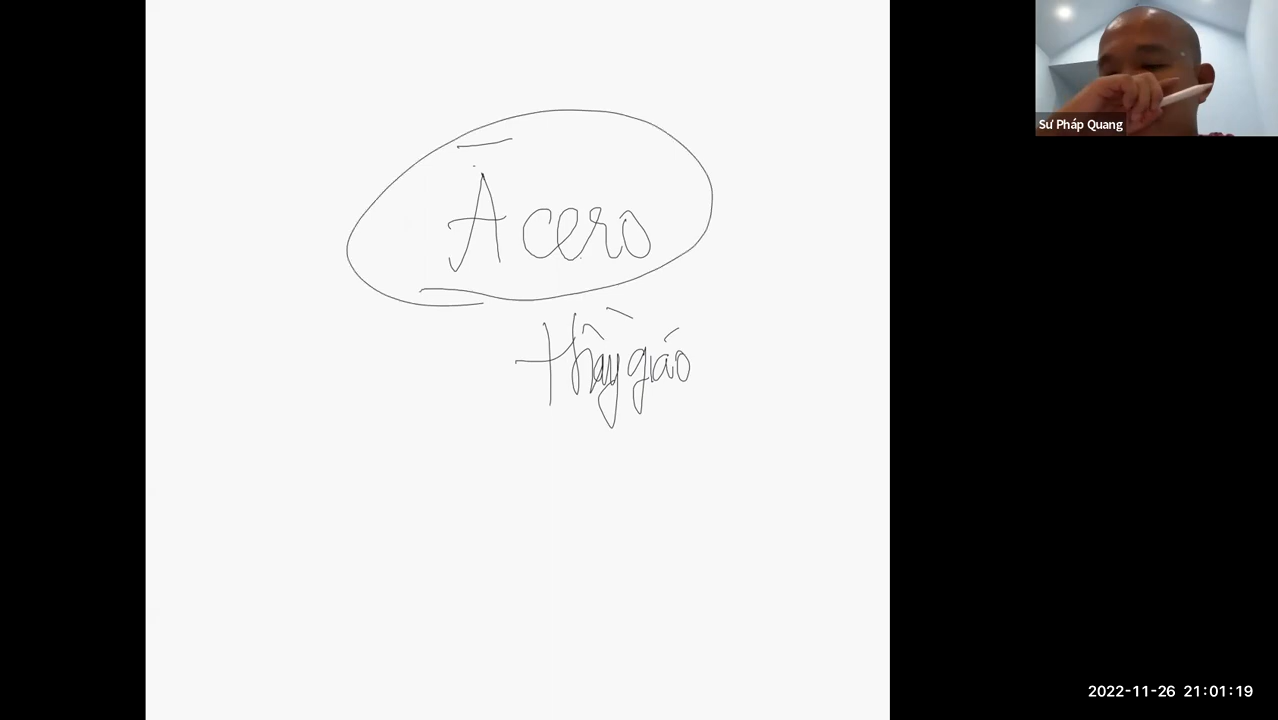 Ācero
thầy giáo
Sư Pháp Quang
2022-11-26 21:01:19